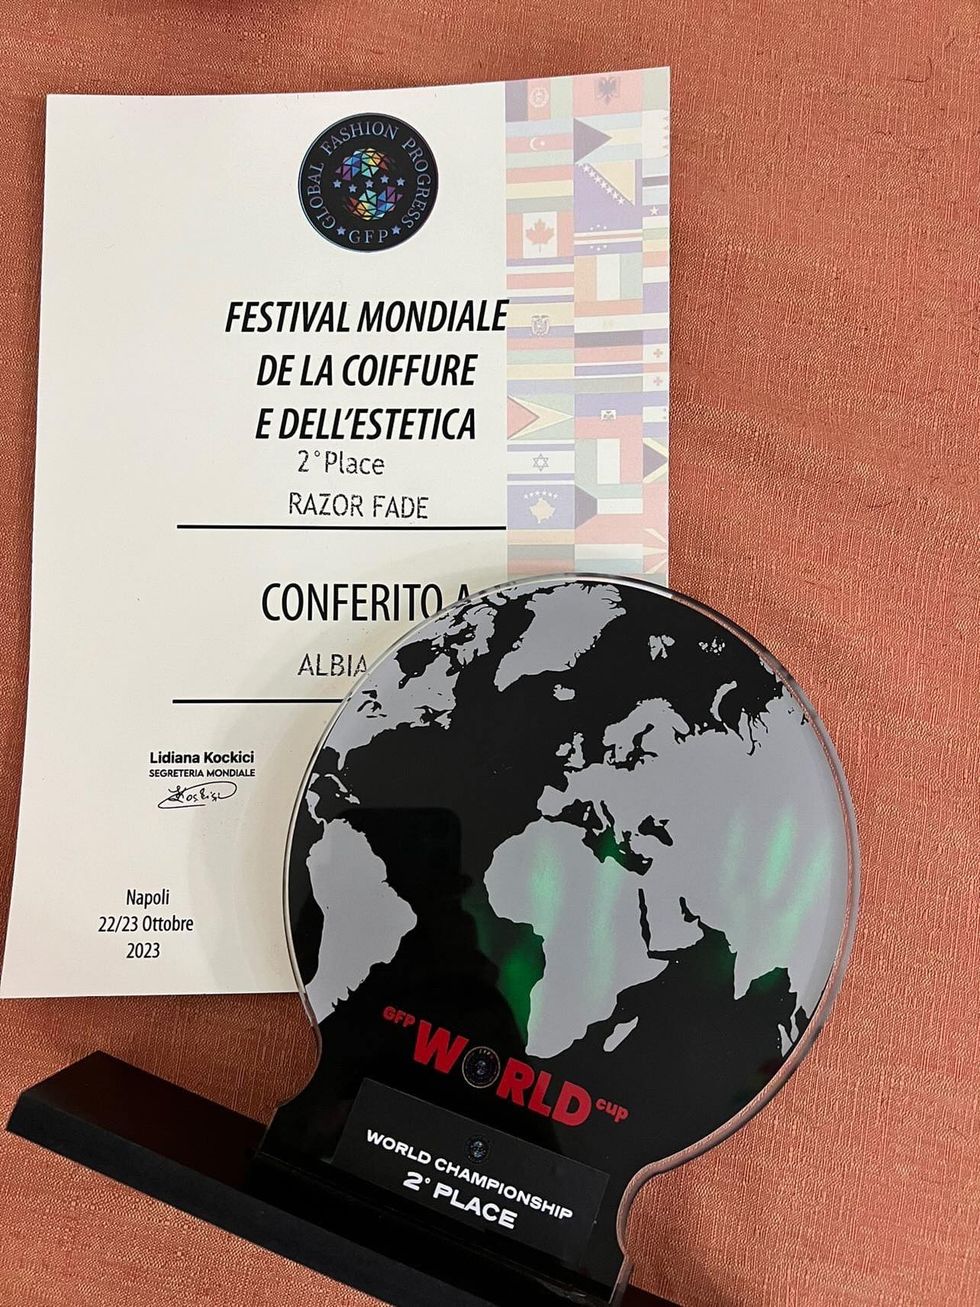 GLOBAL FASHION PROGRESS
GFP
FESTIVAL MONDIALE
DE LA COIFFURE
E DELL'ESTETICA
2° Place
RAZOR FADE
CONFERITO A
ALBIA
Lidiana Kockici
SEGRETERIA MONDIALE
Napoli
22/23 Ottobre
2023
GFP
WORLD cup
WORLD CHAMPIONSHIP
2° PLACE